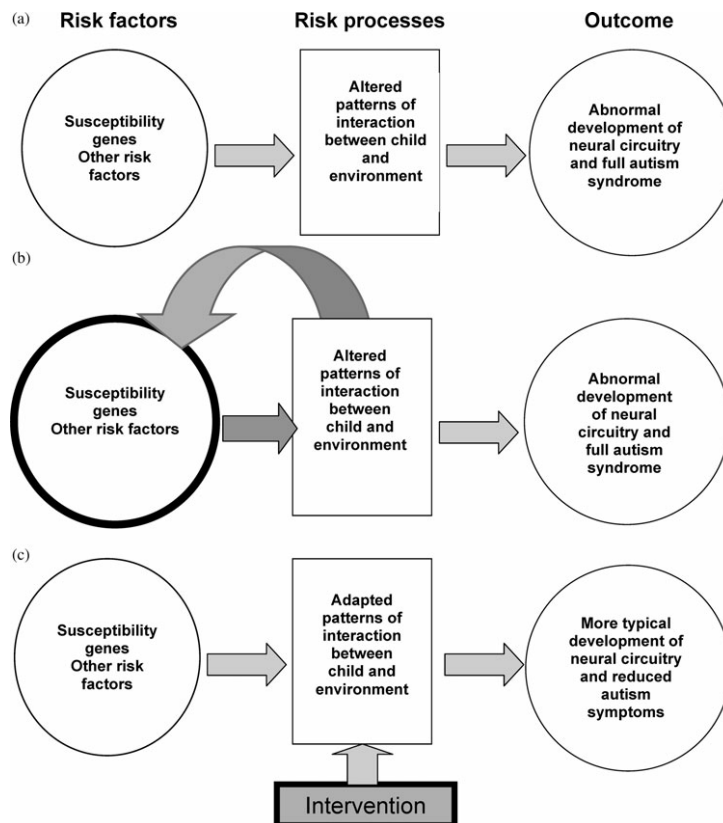 (a)
Risk factors
Risk processes
Outcome
Susceptibility
genes
Other risk
factors
Altered
patterns of
interaction
between child
and
environment
Abnormal
development of
neural circuitry
and full autism
syndrome
(b)
Susceptibility
genes
Other risk factors
Altered
patterns of
interaction
between
child and
environment
Abnormal
development
of neural
circuitry and
full autism
syndrome
(c)
Susceptibility
genes
Other risk
factors
Adapted
patterns of
interaction
between
child and
environment
More typical
development of
neural circuitry
and reduced
autism
symptoms
Intervention